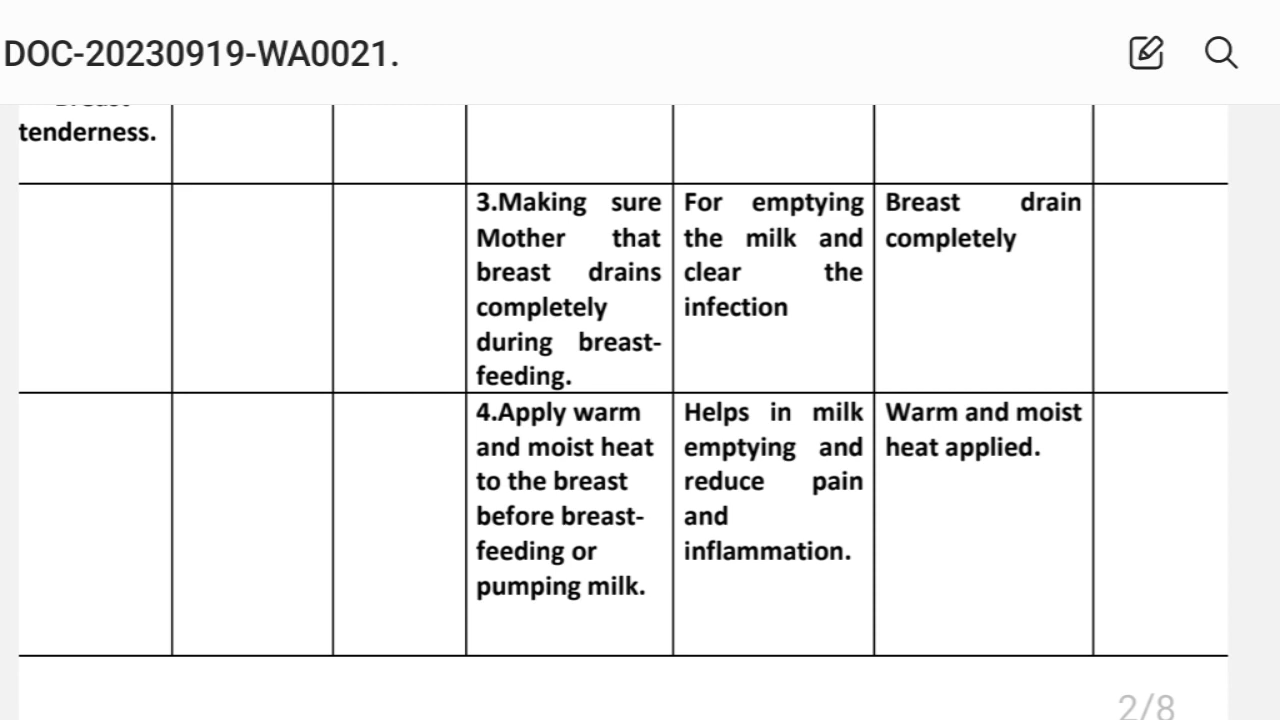 DOC-20230919-WA0021.
tenderness.
3.Making sure
Mother that
breast drains
completely
during breast-
feeding.
For emptying
the milk and
clear the
infection
Breast drain
completely
4.Apply warm
and moist heat
to the breast
before breast-
feeding or
pumping milk.
Helps in milk
emptying and
reduce pain
and
inflammation.
Warm and moist
heat applied.
2/8